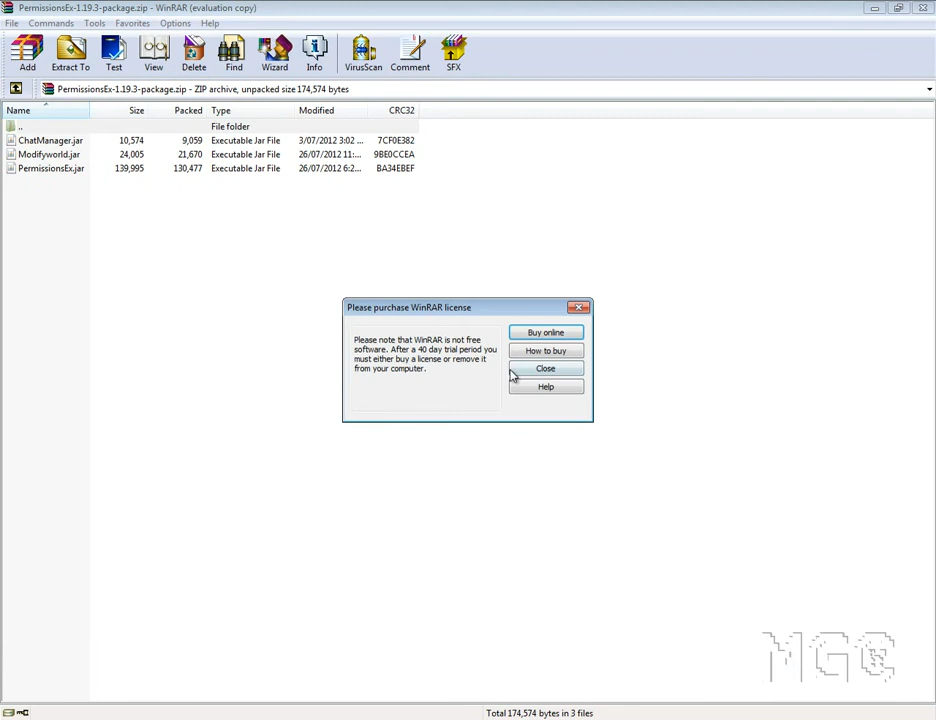 PermissionsEx-1.19.3-package.zip - WinRAR (evaluation copy)
File Commands Tools Favorites Options Help
Add Extract To Test View Delete Find Wizard Info VirusScan Comment SFX
PermissionsEx-1.19.3-package.zip - ZIP archive, unpacked size 174,574 bytes
Name Size Packed Type Modified CRC32
.. File folder
ChatManager.jar 10,574 9,059 Executable Jar File 3/07/2012 3:02 ... 7CF0E382
Modifyworld.jar 24,005 21,670 Executable Jar File 26/07/2012 11:... 9BE0CCEA
PermissionsEx.jar 139,995 130,477 Executable Jar File 26/07/2012 6:2... BA34EBEF
Please purchase WinRAR license
Please note that WinRAR is not free
software. After a 40 day trial period you
must either buy a license or remove it
from your computer.
Buy online
How to buy
Close
Help
MGC
Total 174,574 bytes in 3 files